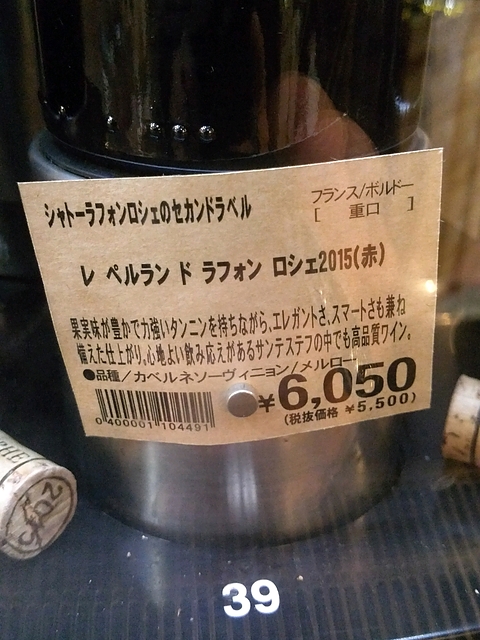 シャトーラフォンロシェのセカンドラベル
フランス/ボルドー
[ 重口 ]
レ ペルラン ド ラフォン ロシェ2015(赤)
果実味が豊かで力強いタンニンを持ちながら、エレガントさ、スマートさも兼ね
備えた仕上がり。心地よい飲み応えがあるサンテステフの中でも高品質ワイン。
●品種/カベルネソーヴィニョン/メルロー
¥6,050
(税抜価格 ¥5,500)
0400001104491
39